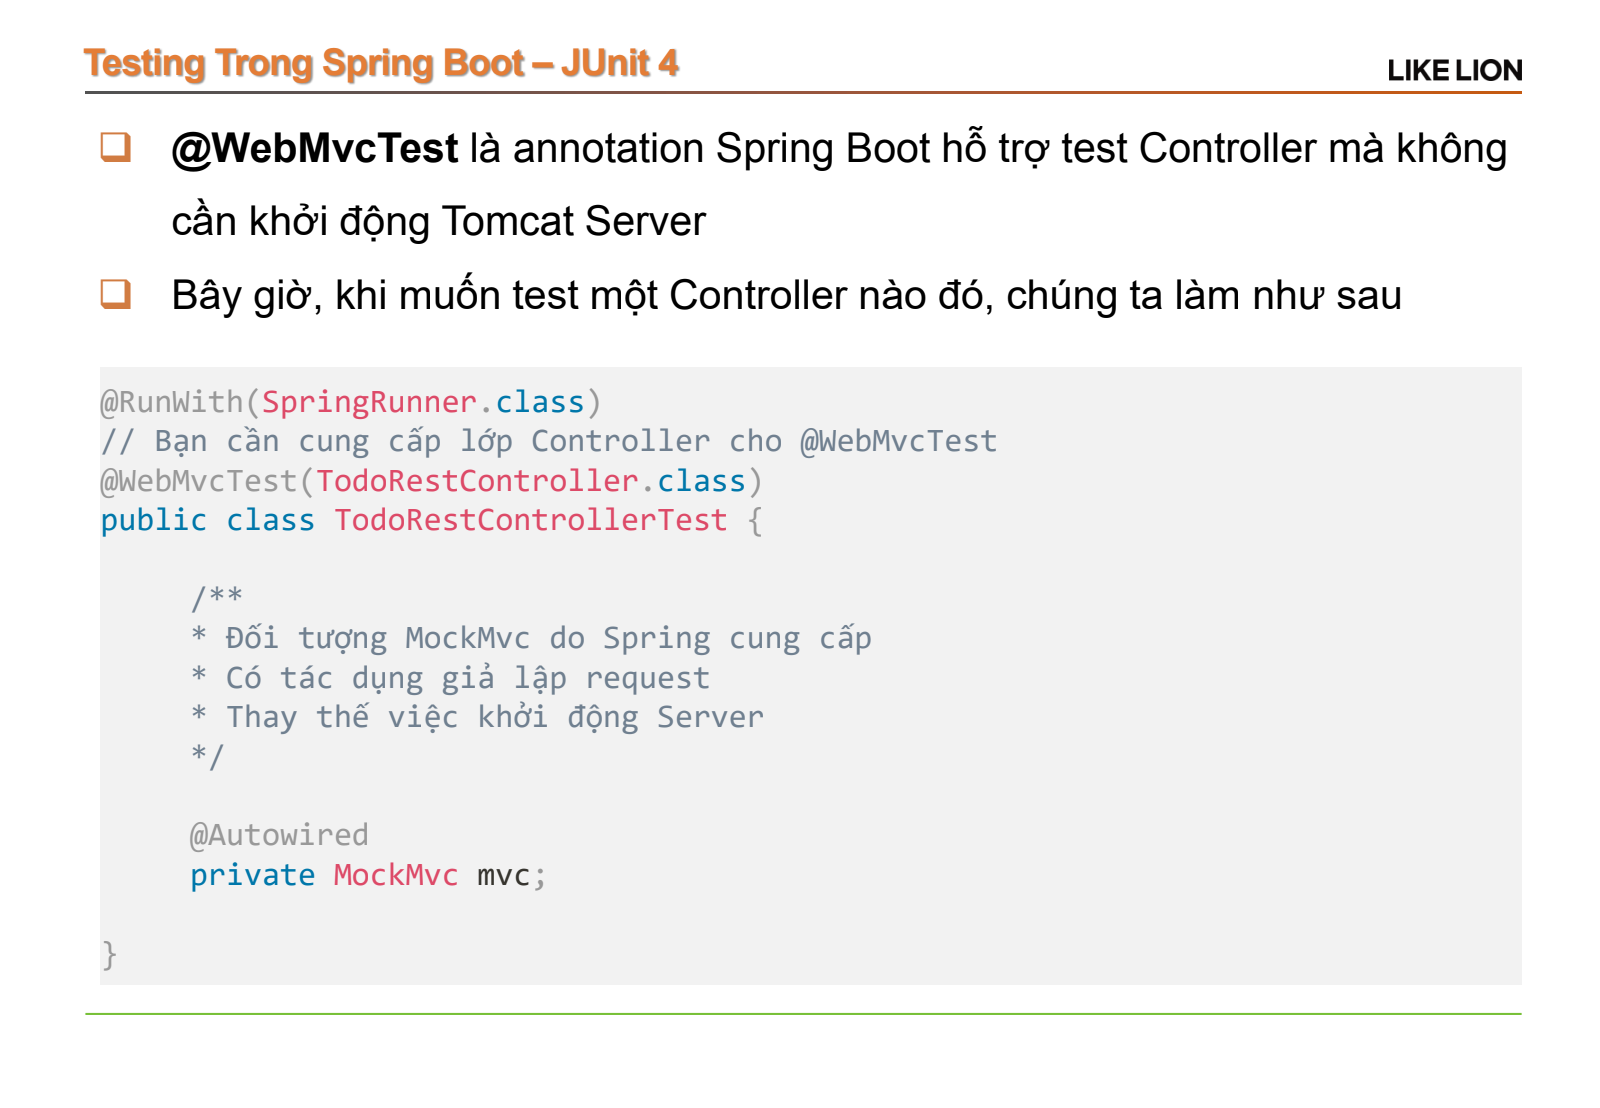 Testing Trong Spring Boot – JUnit 4
LIKE LION
@WebMvcTest là annotation Spring Boot hỗ trợ test Controller mà không
cần khởi động Tomcat Server
Bây giờ, khi muốn test một Controller nào đó, chúng ta làm như sau
@RunWith(SpringRunner.class)
// Bạn cần cung cấp lớp Controller cho @WebMvcTest
@WebMvcTest(TodoRestController.class)
public class TodoRestControllerTest {
/**
* Đối tượng MockMvc do Spring cung cấp
* Có tác dụng giả lập request
* Thay thế việc khởi động Server
*/
@Autowired
private MockMvc mvc;
}